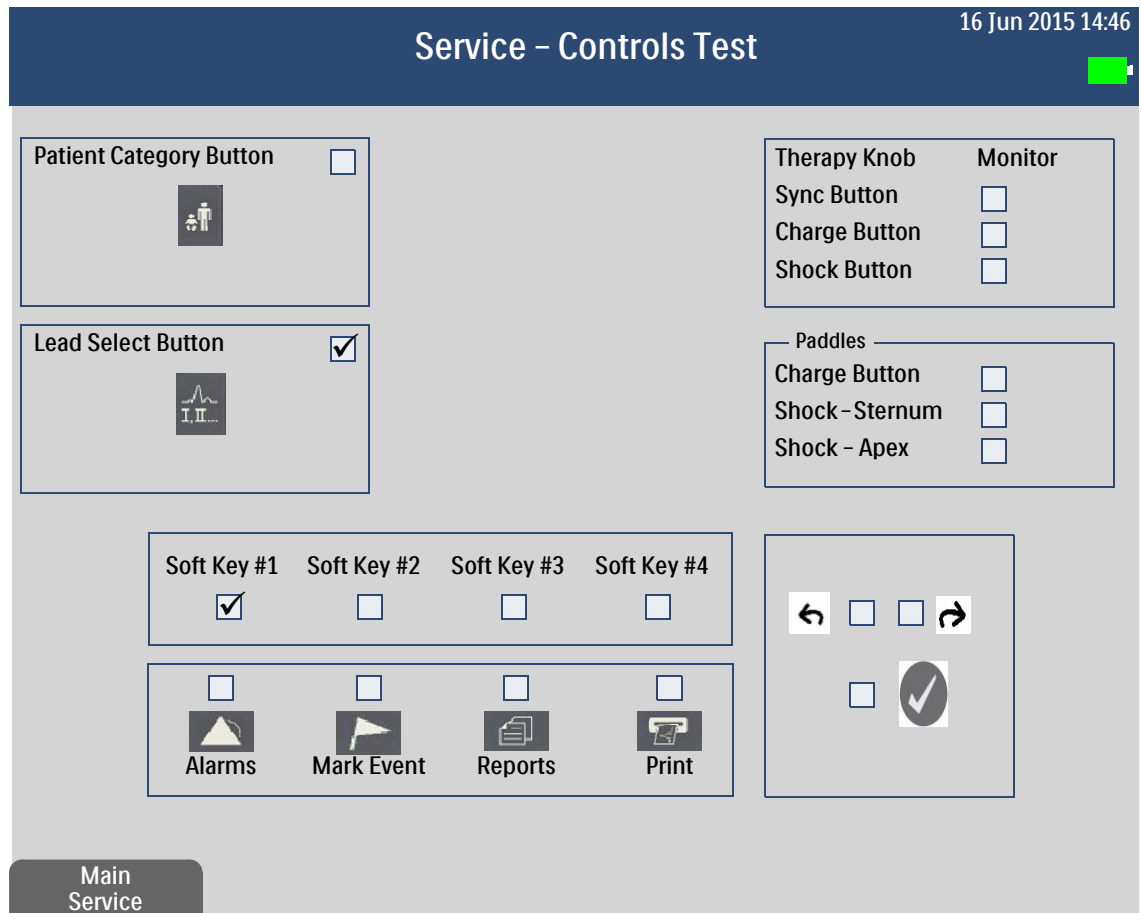 16 Jun 2015 14:46
Service – Controls Test
Patient Category Button
Therapy Knob Monitor
Sync Button
Charge Button
Shock Button
Lead Select Button
I,II...
Paddles
Charge Button
Shock – Sternum
Shock – Apex
Soft Key #1 Soft Key #2 Soft Key #3 Soft Key #4
Alarms Mark Event Reports Print
Main
Service